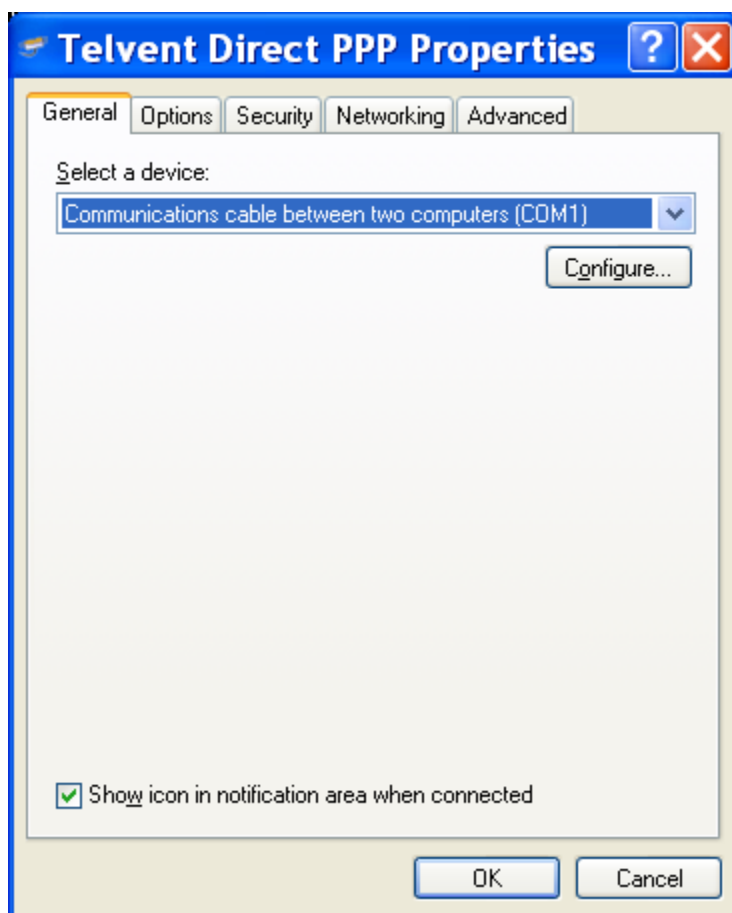 Telvent Direct PPP Properties
General Options Security Networking Advanced
Select a device:
Communications cable between two computers (COM1)
Configure...
Show icon in notification area when connected
OK Cancel